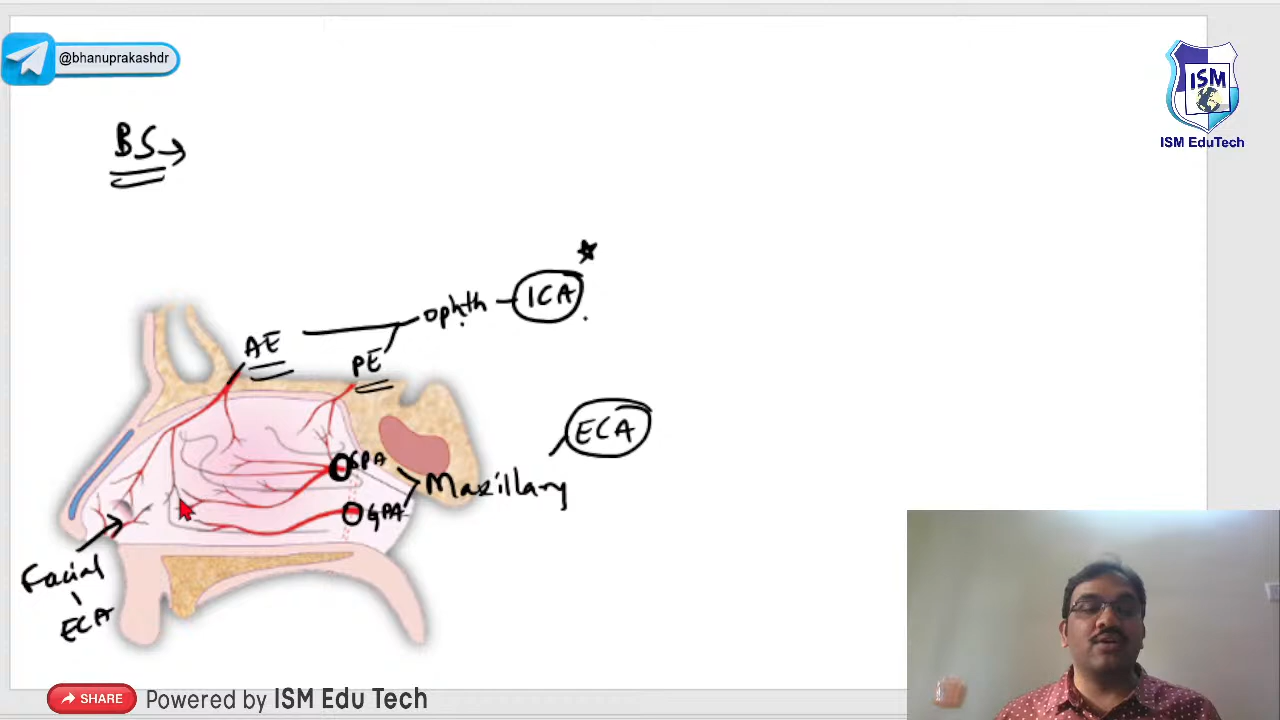 @bhanuprakashdr
ISM
ISM EduTech
BS→
AE
PE
ophth
ICA
ECA
SPA
GPA
Maxillary
Facial
ECA
SHARE
Powered by ISM Edu Tech